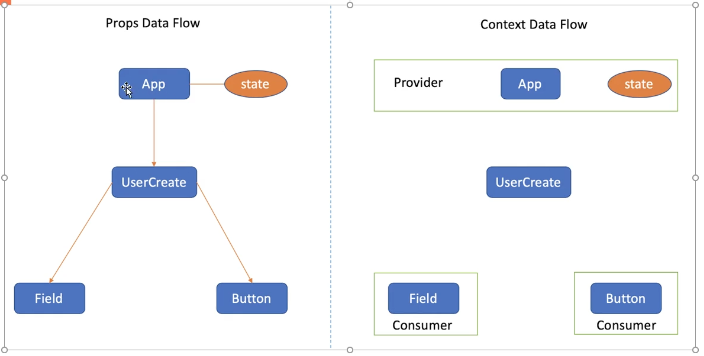 Props Data Flow
App
state
UserCreate
Field
Button
Context Data Flow
Provider
App
state
UserCreate
Field
Consumer
Button
Consumer